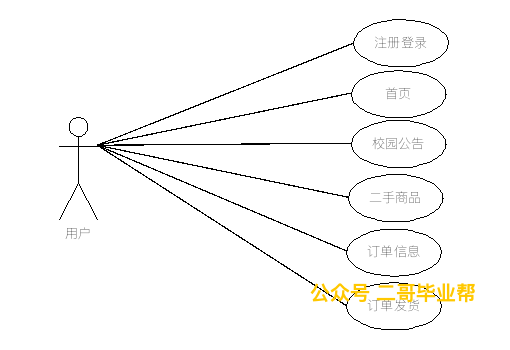 注册登录
首页
校园公告
二手商品
用户
订单信息
公众号 二哥毕业帮
订单发货